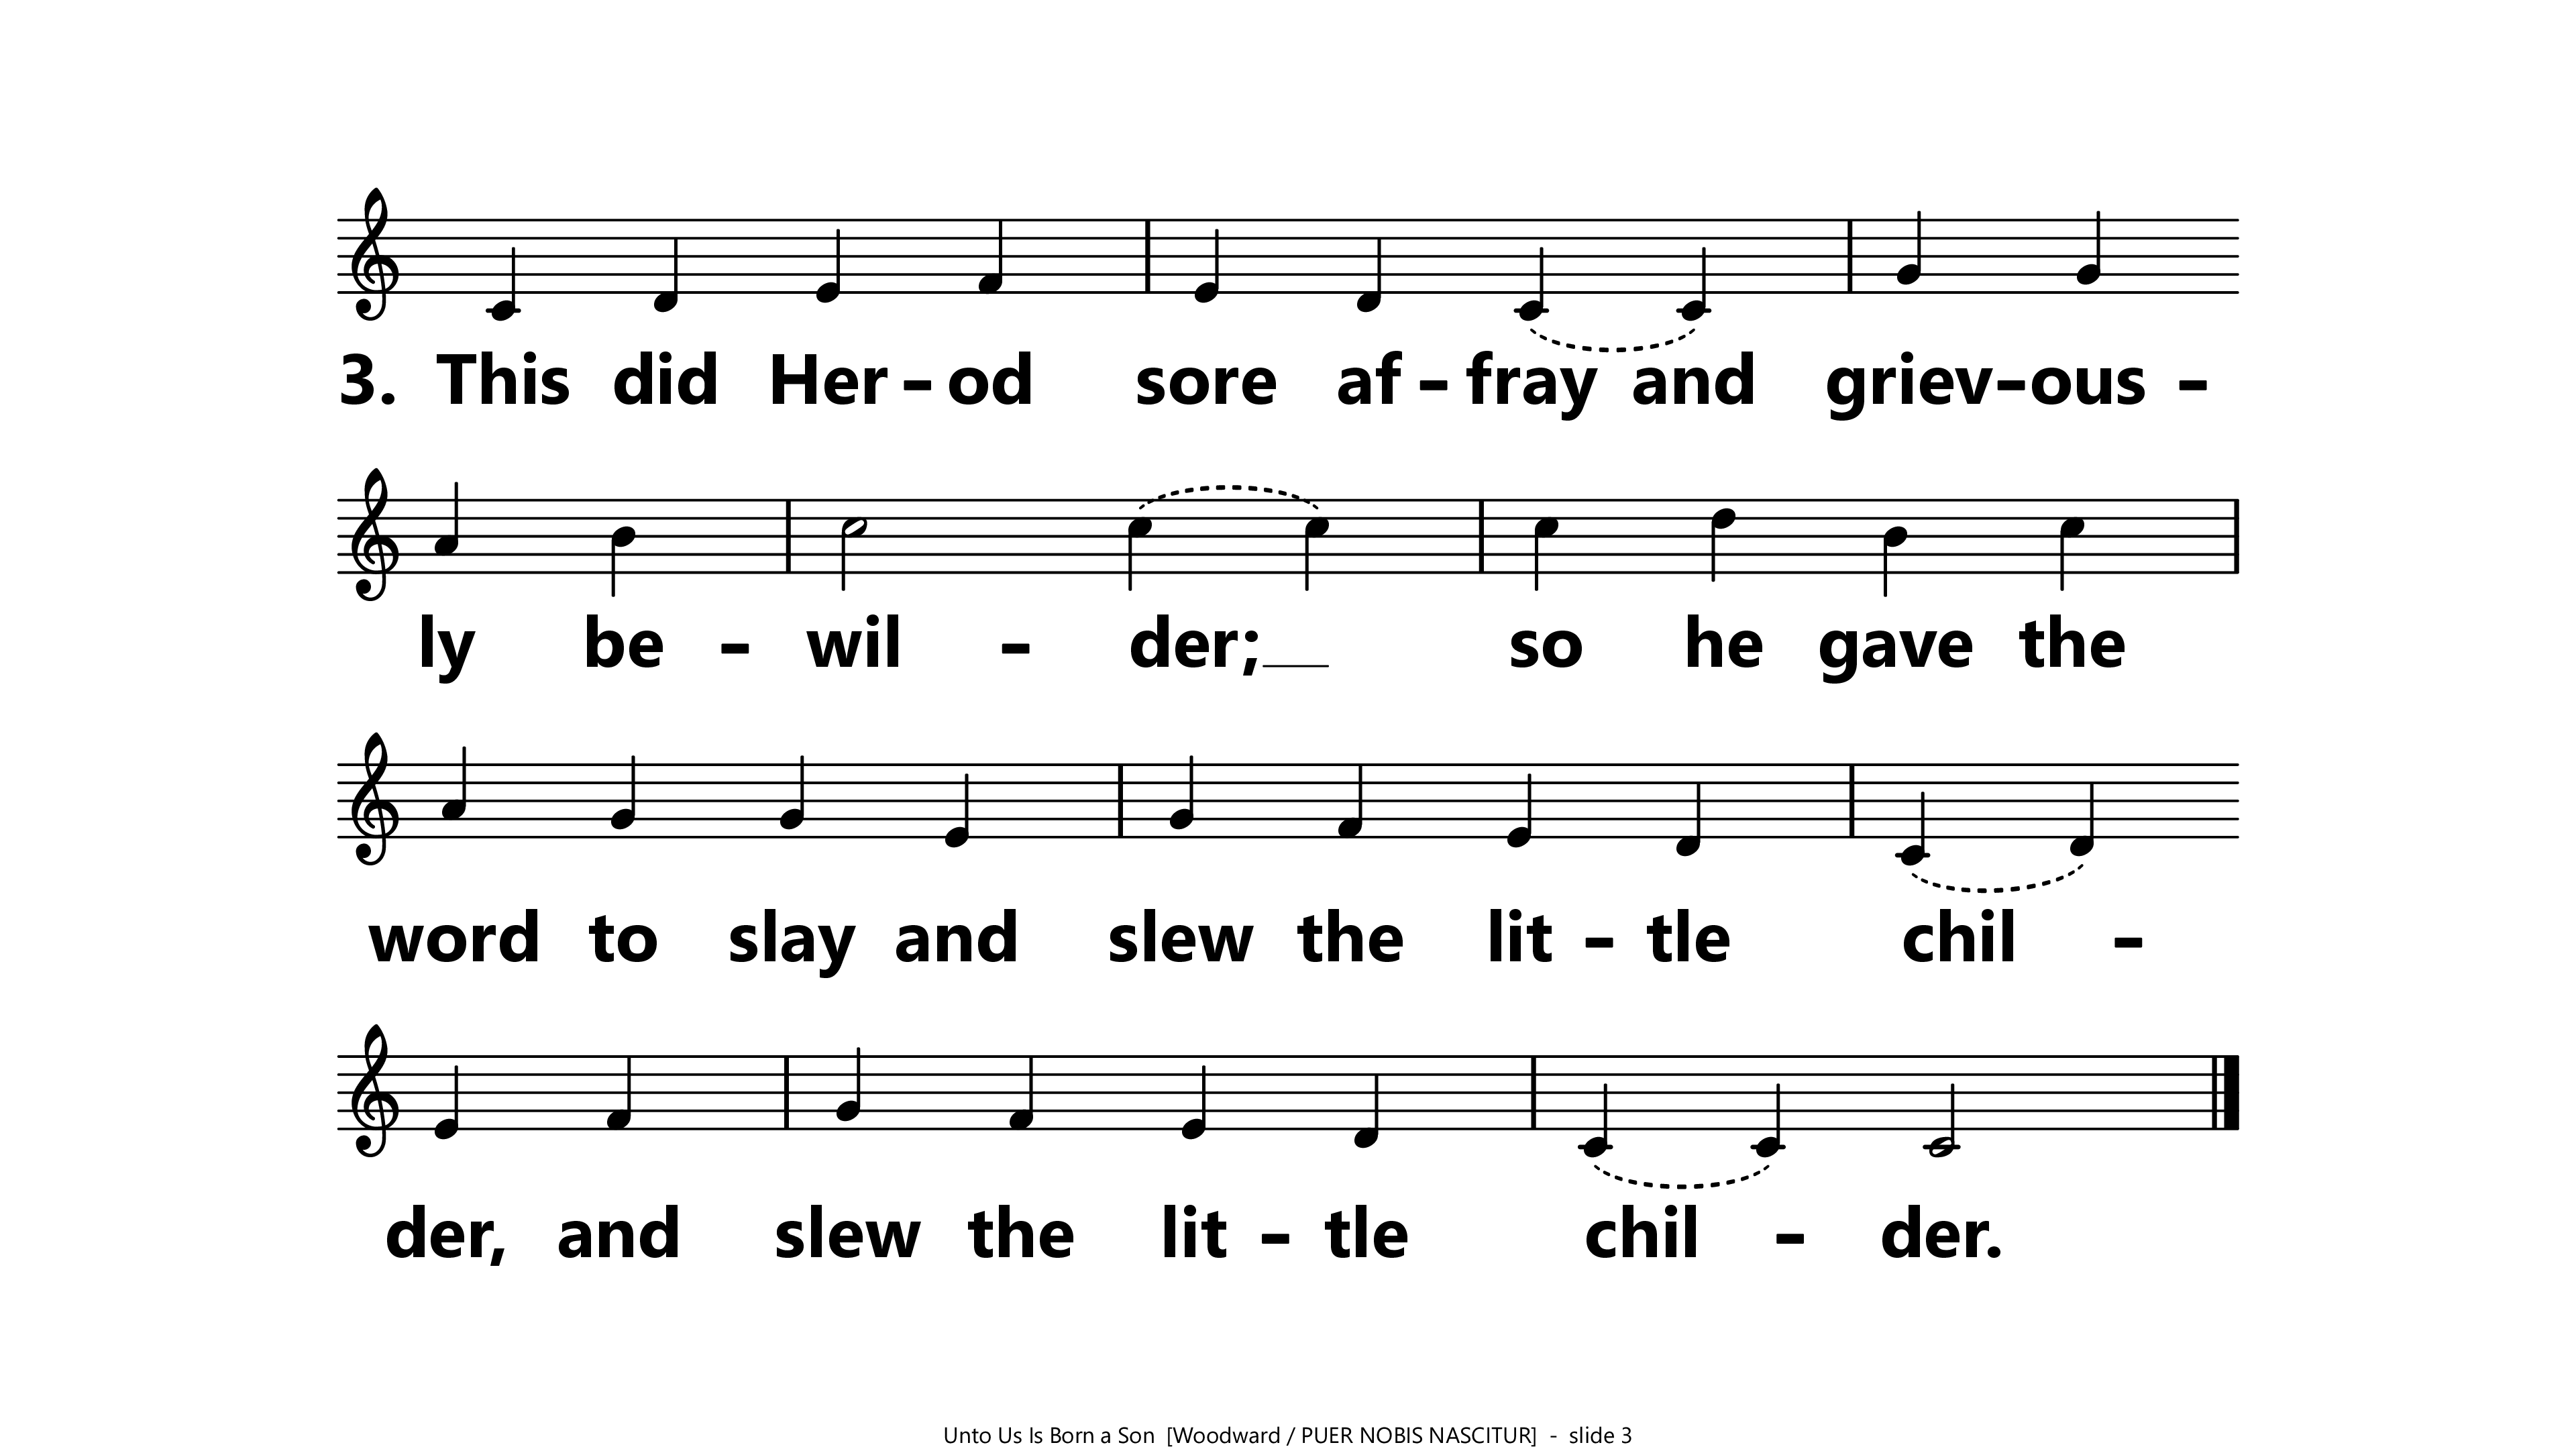 3. This did Her-od sore af-fray and griev-ous -
ly be - wil - der;__ so he gave the
word to slay and slew the lit - tle chil -
der, and slew the lit - tle chil - der.
Unto Us Is Born a Son [Woodward / PUER NOBIS NASCITUR] - slide 3